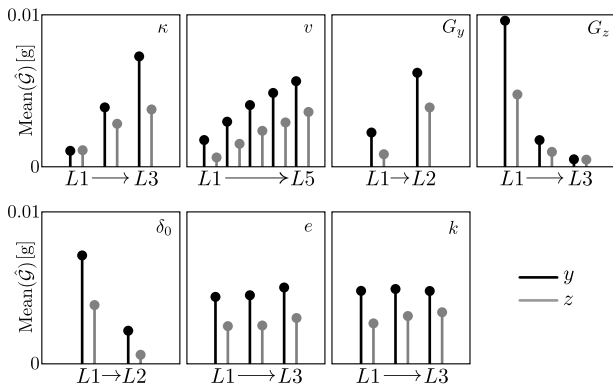 0.01 κ v G_y G_z
Mean(𝒢̂) [g]
0
L1⟶L3 L1⟶L5 L1→L2 L1⟶L3
0.01 δ_0 e k
Mean(𝒢̂) [g]
y
z
0
L1→L2 L1⟶L3 L1⟶L3